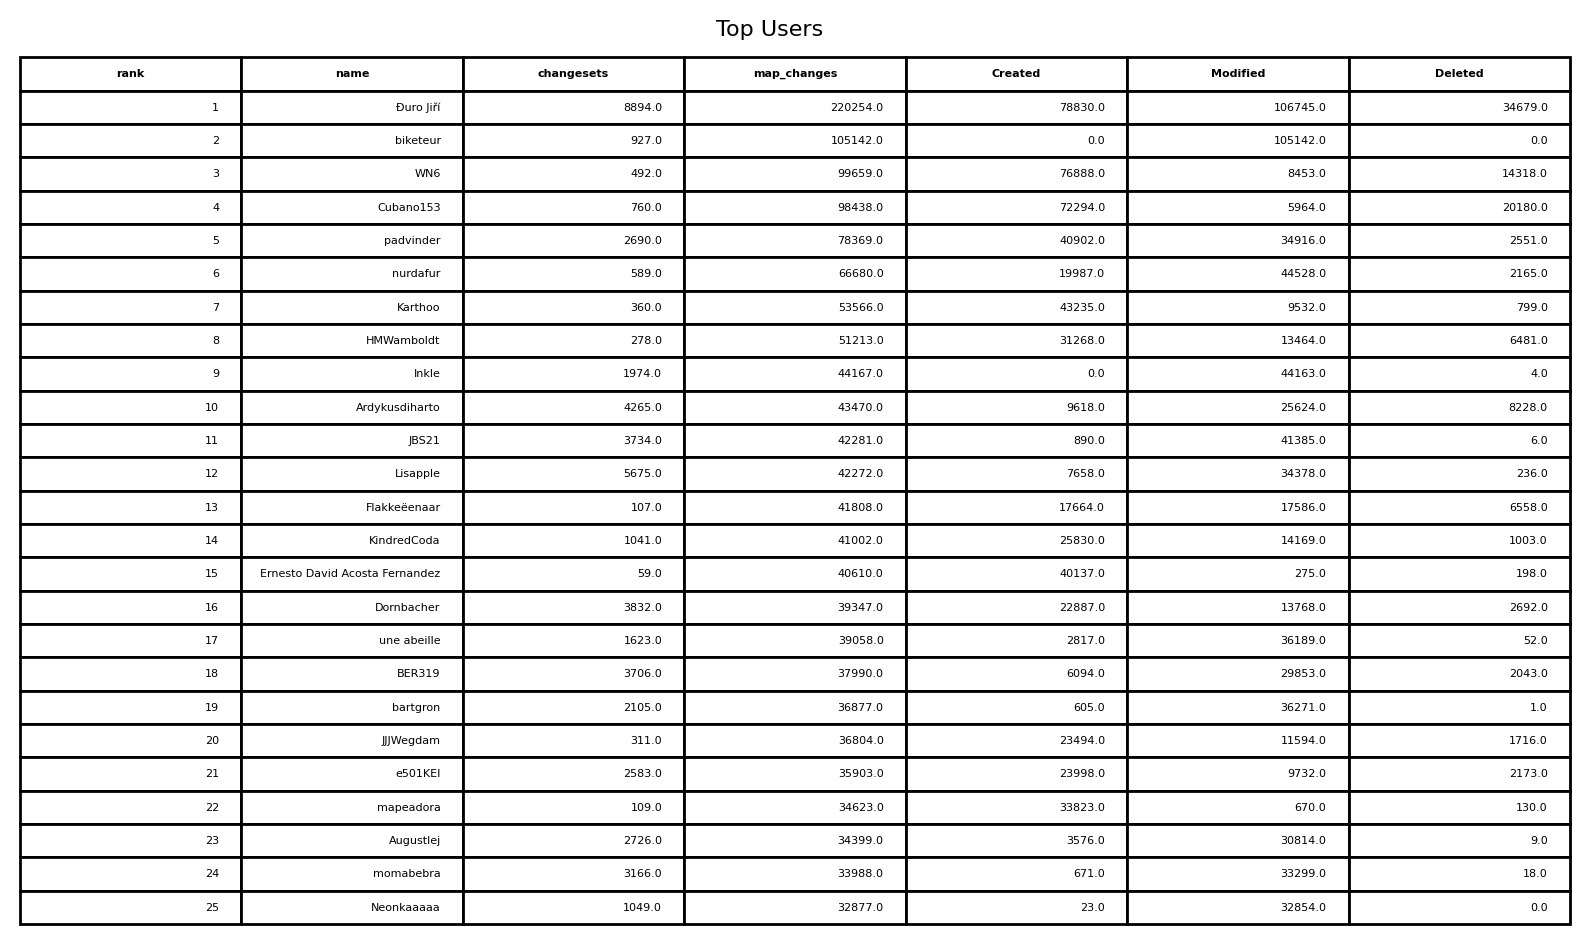 Top Users
rank name changesets map_changes Created Modified Deleted
1 Đuro Jiří 8894.0 220254.0 78830.0 106745.0 34679.0
2 biketeur 927.0 105142.0 0.0 105142.0 0.0
3 WN6 492.0 99659.0 76888.0 8453.0 14318.0
4 Cubano153 760.0 98438.0 72294.0 5964.0 20180.0
5 padvinder 2690.0 78369.0 40902.0 34916.0 2551.0
6 nurdafur 589.0 66680.0 19987.0 44528.0 2165.0
7 Karthoo 360.0 53566.0 43235.0 9532.0 799.0
8 HMWamboldt 278.0 51213.0 31268.0 13464.0 6481.0
9 Inkle 1974.0 44167.0 0.0 44163.0 4.0
10 Ardykusdiharto 4265.0 43470.0 9618.0 25624.0 8228.0
11 JBS21 3734.0 42281.0 890.0 41385.0 6.0
12 Lisapple 5675.0 42272.0 7658.0 34378.0 236.0
13 Flakkeëenaar 107.0 41808.0 17664.0 17586.0 6558.0
14 KindredCoda 1041.0 41002.0 25830.0 14169.0 1003.0
15 Ernesto David Acosta Fernandez 59.0 40610.0 40137.0 275.0 198.0
16 Dornbacher 3832.0 39347.0 22887.0 13768.0 2692.0
17 une abeille 1623.0 39058.0 2817.0 36189.0 52.0
18 BER319 3706.0 37990.0 6094.0 29853.0 2043.0
19 bartgron 2105.0 36877.0 605.0 36271.0 1.0
20 JJJWegdam 311.0 36804.0 23494.0 11594.0 1716.0
21 e501KEI 2583.0 35903.0 23998.0 9732.0 2173.0
22 mapeadora 109.0 34623.0 33823.0 670.0 130.0
23 Augustlej 2726.0 34399.0 3576.0 30814.0 9.0
24 momabebra 3166.0 33988.0 671.0 33299.0 18.0
25 Neonkaaaaa 1049.0 32877.0 23.0 32854.0 0.0